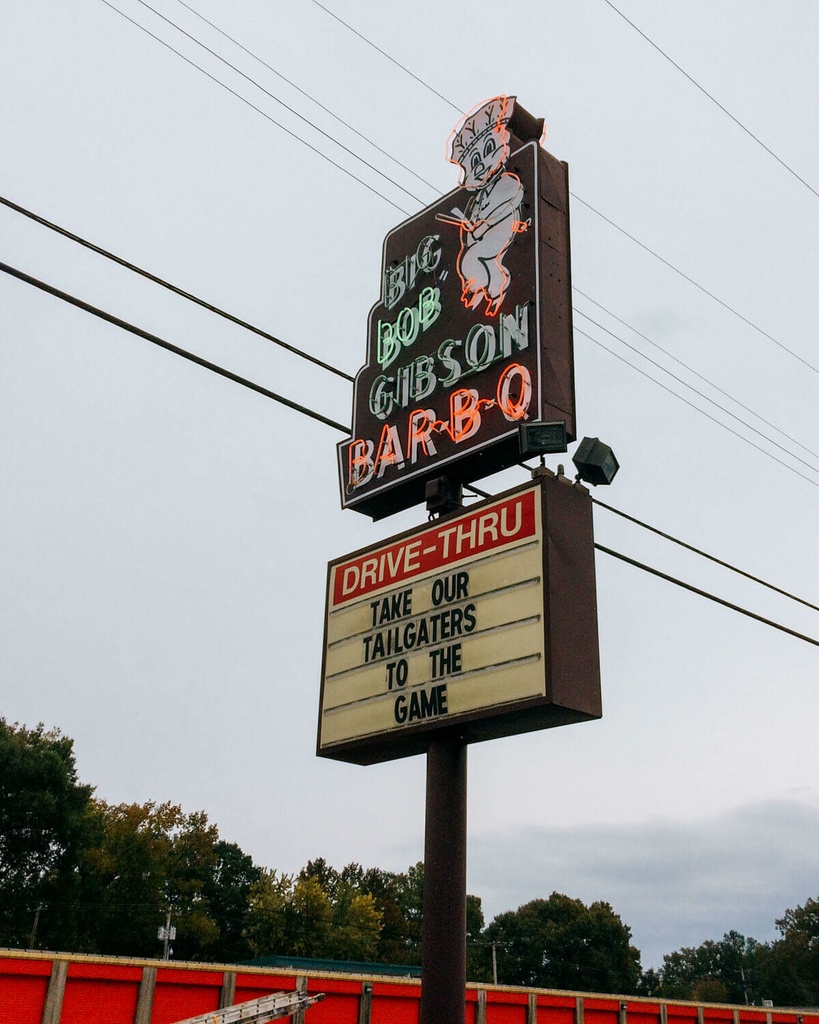 BIG
"BOB"
GIBSON
BAR-B-Q
DRIVE-THRU
TAKE OUR
TAILGATERS
TO THE
GAME